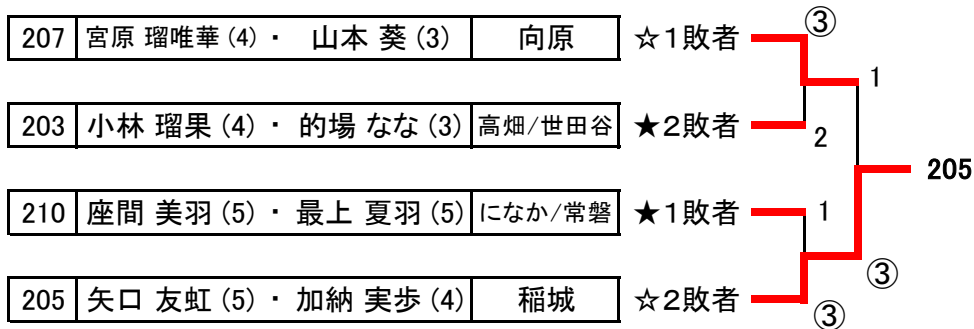 207 宮原 瑠唯華 (4) ・ 山本 葵 (3) 向原 ☆1敗者 ③
1
203 小林 瑠果 (4) ・ 的場 なな (3) 高畑/世田谷 ★2敗者 2
205
210 座間 美羽 (5) ・ 最上 夏羽 (5) になか/常磐 ★1敗者 1
③
205 矢口 友虹 (5) ・ 加納 実歩 (4) 稲城 ☆2敗者 ③